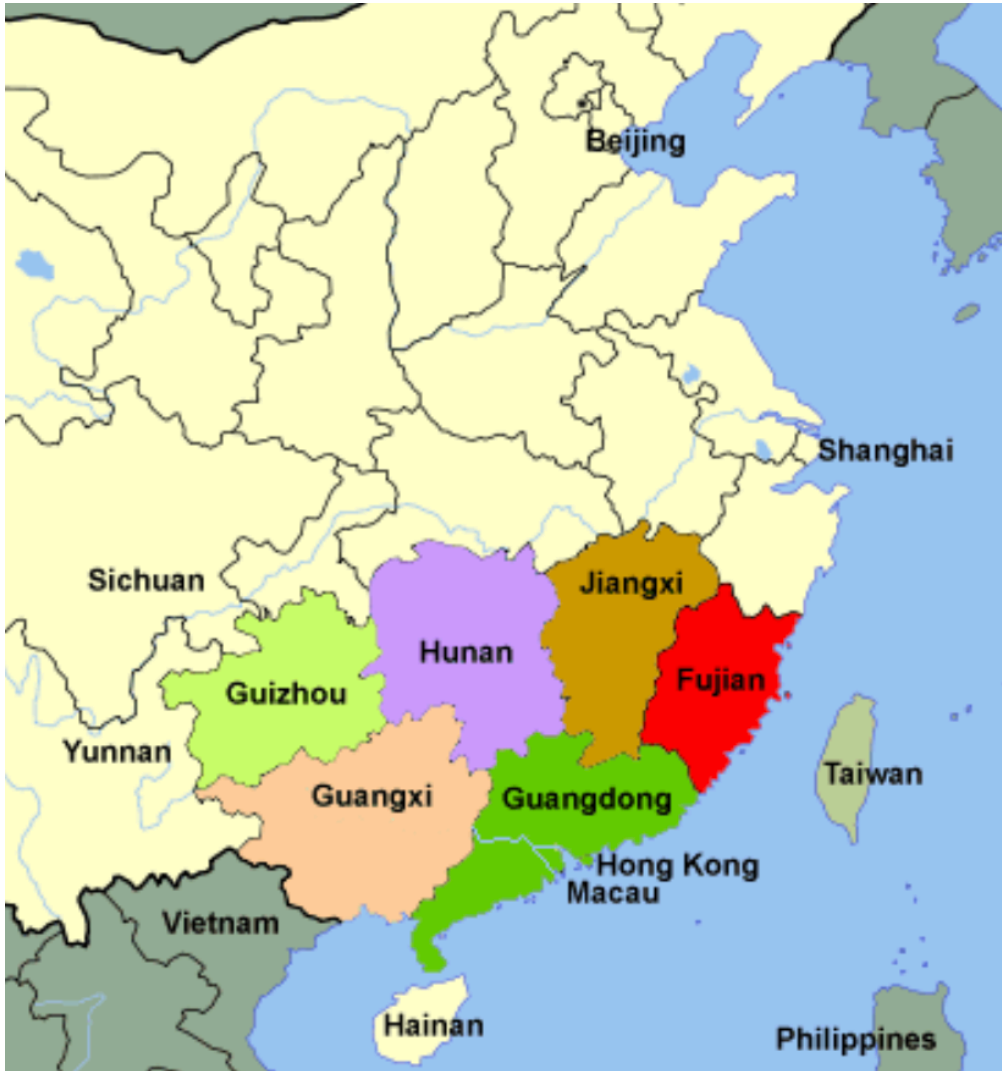 Beijing
Shanghai
Sichuan
Jiangxi
Hunan
Fujian
Guizhou
Yunnan
Taiwan
Guangxi
Guangdong
Hong Kong
Macau
Vietnam
Hainan
Philippines